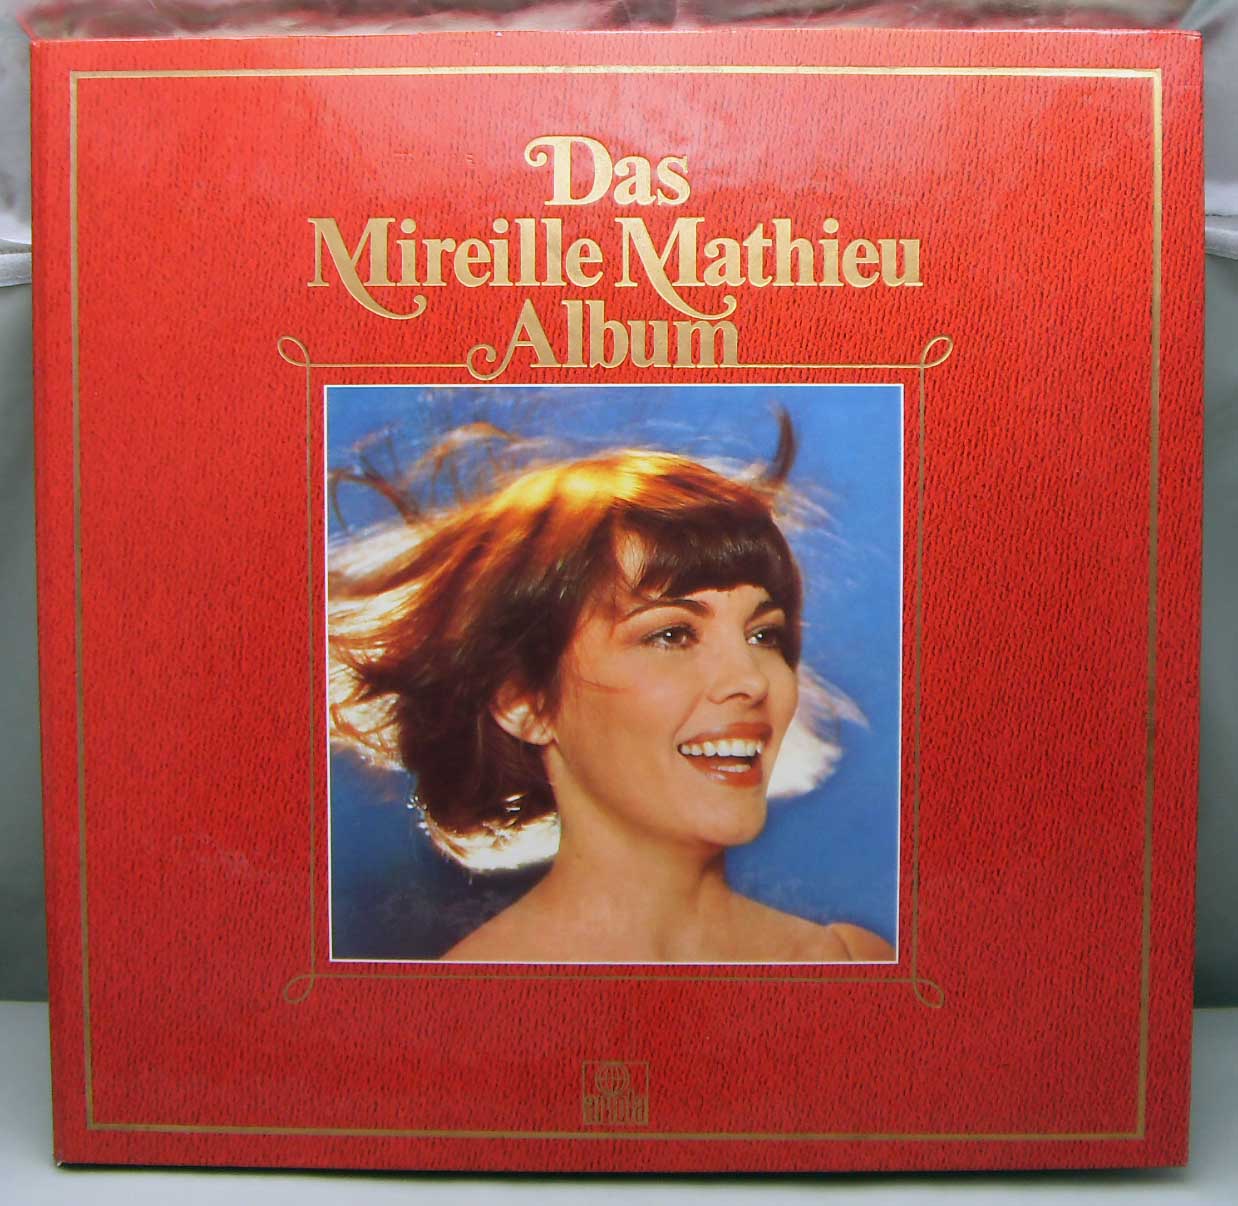 Das
Mireille Mathieu
Album
ariola